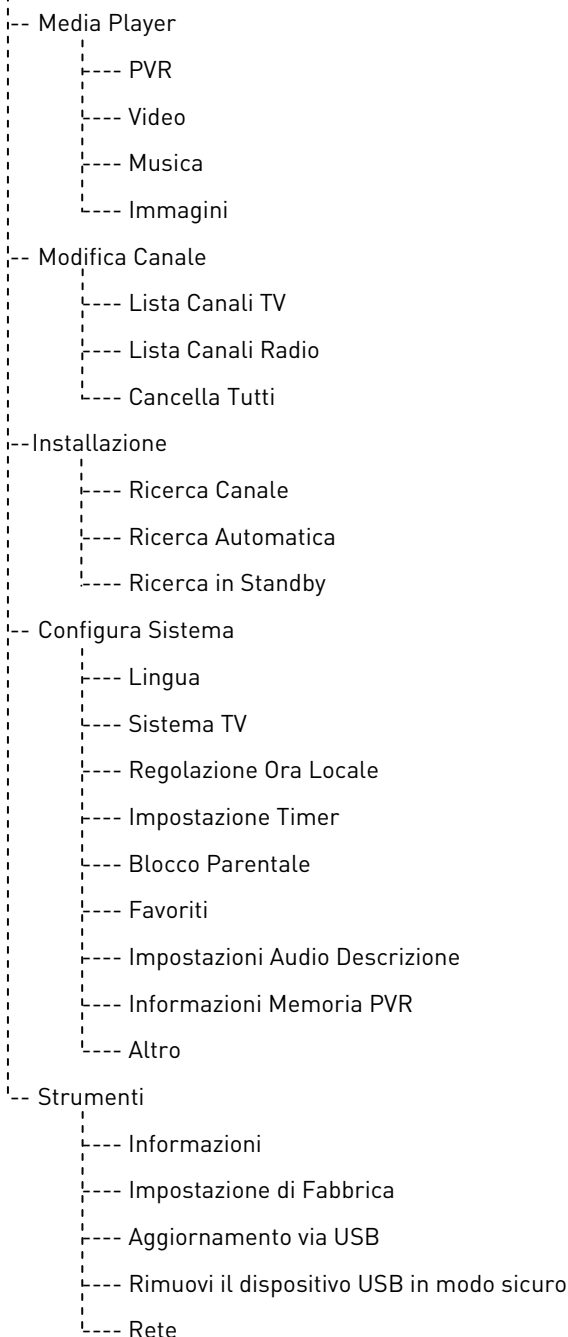 -- Media Player
---- PVR
---- Video
---- Musica
---- Immagini
-- Modifica Canale
---- Lista Canali TV
---- Lista Canali Radio
---- Cancella Tutti
--Installazione
---- Ricerca Canale
---- Ricerca Automatica
---- Ricerca in Standby
-- Configura Sistema
---- Lingua
---- Sistema TV
---- Regolazione Ora Locale
---- Impostazione Timer
---- Blocco Parentale
---- Favoriti
---- Impostazioni Audio Descrizione
---- Informazioni Memoria PVR
---- Altro
-- Strumenti
---- Informazioni
---- Impostazione di Fabbrica
---- Aggiornamento via USB
---- Rimuovi il dispositivo USB in modo sicuro
---- Rete